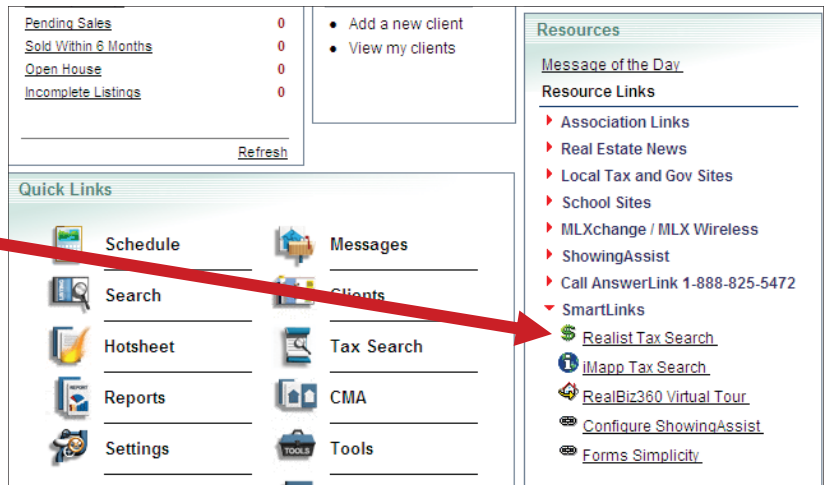 Pending Sales 0
Sold Within 6 Months 0
Open House 0
Incomplete Listings 0
Refresh
Add a new client
View my clients
Quick Links
Schedule
Messages
Search
Clients
Hotsheet
Tax Search
Reports
CMA
Settings
Tools
TOOLS
Resources
Message of the Day
Resource Links
Association Links
Real Estate News
Local Tax and Gov Sites
School Sites
MLXchange / MLX Wireless
ShowingAssist
Call AnswerLink 1-888-825-5472
SmartLinks
$ Realist Tax Search
iMapp Tax Search
RealBiz360 Virtual Tour
Configure ShowingAssist
Forms Simplicity